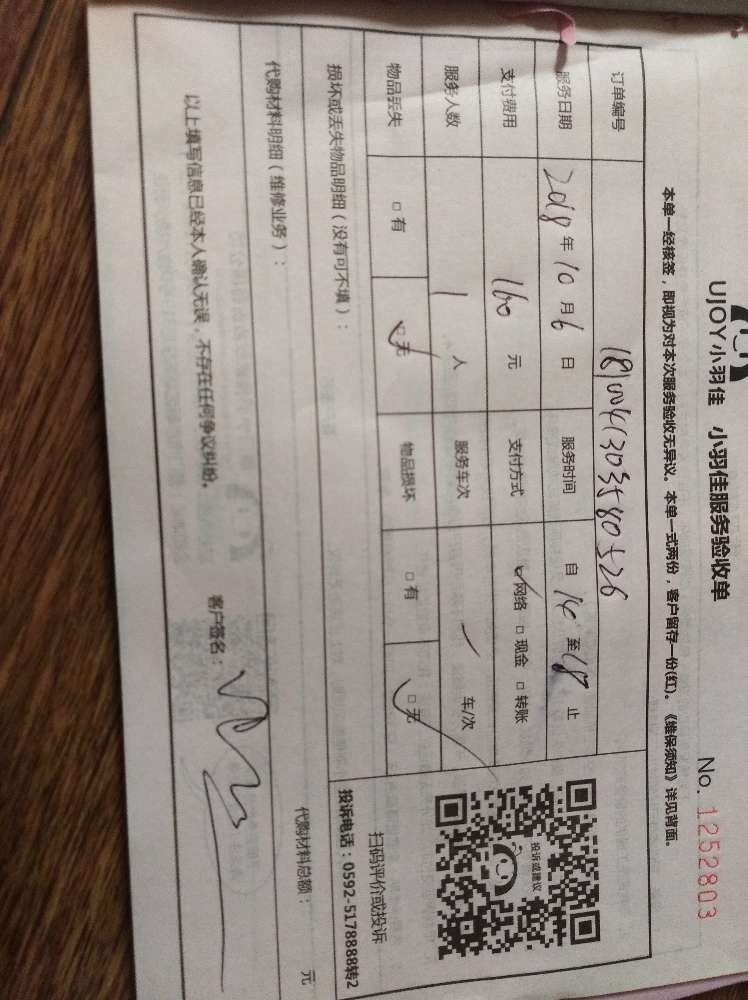 UJOY小羽佳 小羽佳服务验收单
No. 1252803
本单一经核签，即视为对本次服务验收无异议。本单一式两份，客户留存一份(红)。《维保须知》详见背面。
订单编号
服务日期 2018 年 10 月 6 日 服务时间 自 14 至 18 止
支付费用 160 元 支付方式 ☑网络 □现金 □转账
服务人数 1 人 服务车次 车/次
物品丢失 □有 ☑无 物品损坏 □有 ☑无
投诉或建议
扫码评价或投诉
投诉电话：0592-5178888转2
损坏或丢失物品明细（没有可不填）：
代购材料明细（维修业务）： 代购材料总额： 元
以上填写信息已经本人确认无误，不存在任何争议纠纷。 客户签名：